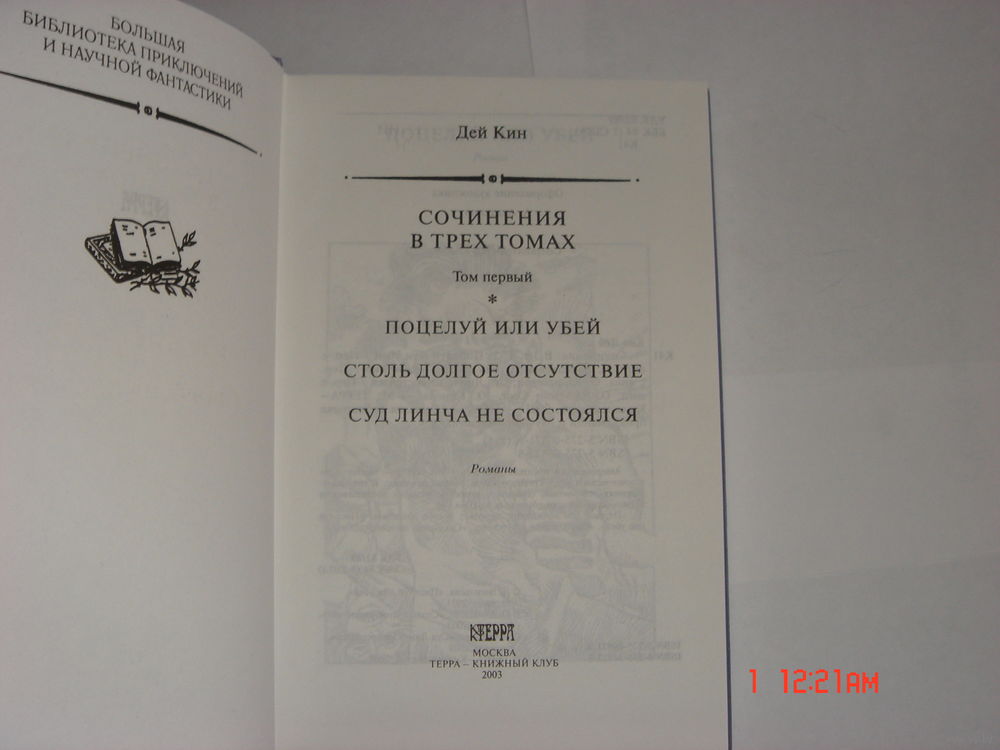 БОЛЬШАЯ
БИБЛИОТЕКА ПРИКЛЮЧЕНИЙ
И НАУЧНОЙ ФАНТАСТИКИ
Дей Кин
СОЧИНЕНИЯ
В ТРЕХ ТОМАХ
Том первый
*
ПОЦЕЛУЙ ИЛИ УБЕЙ
СТОЛЬ ДОЛГОЕ ОТСУТСТВИЕ
СУД ЛИНЧА НЕ СОСТОЯЛСЯ
Романы
ТЕРРА
МОСКВА
ТЕРРА – КНИЖНЫЙ КЛУБ
2003
1 12:21AM